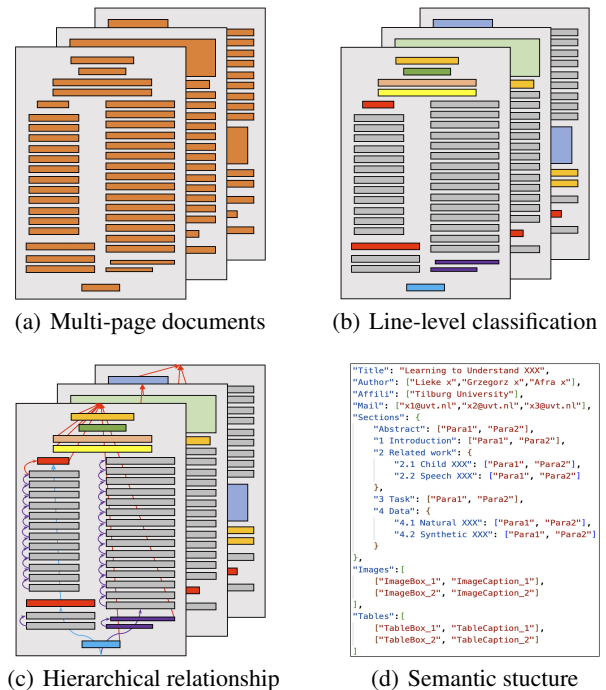 (a) Multi-page documents
(b) Line-level classification
(c) Hierarchical relationship
"Title": "Learning to Understand XXX",
"Author": ["Lieke x","Grzegorz x","Afra x"],
"Affili": ["Tilburg University"],
"Mail": ["x1@uvt.nl","x2@uvt.nl","x3@uvt.nl"],
"Sections": {
"Abstract": ["Para1", "Para2"],
"1 Introduction": ["Para1", "Para2"],
"2 Related work": {
"2.1 Child XXX": ["Para1", "Para2"],
"2.2 Speech XXX": ["Para1", "Para2"]
},
"3 Task": ["Para1", "Para2"],
"4 Data": {
"4.1 Natural XXX": ["Para1", "Para2"],
"4.2 Synthetic XXX": ["Para1", "Para2"]
}
},
"Images":[
["ImageBox_1", "ImageCaption_1"],
["ImageBox_2", "ImageCaption_2"]
],
"Tables":[
["TableBox_1", "TableCaption_1"],
["TableBox_2", "TableCaption_2"]
]
(d) Semantic stucture